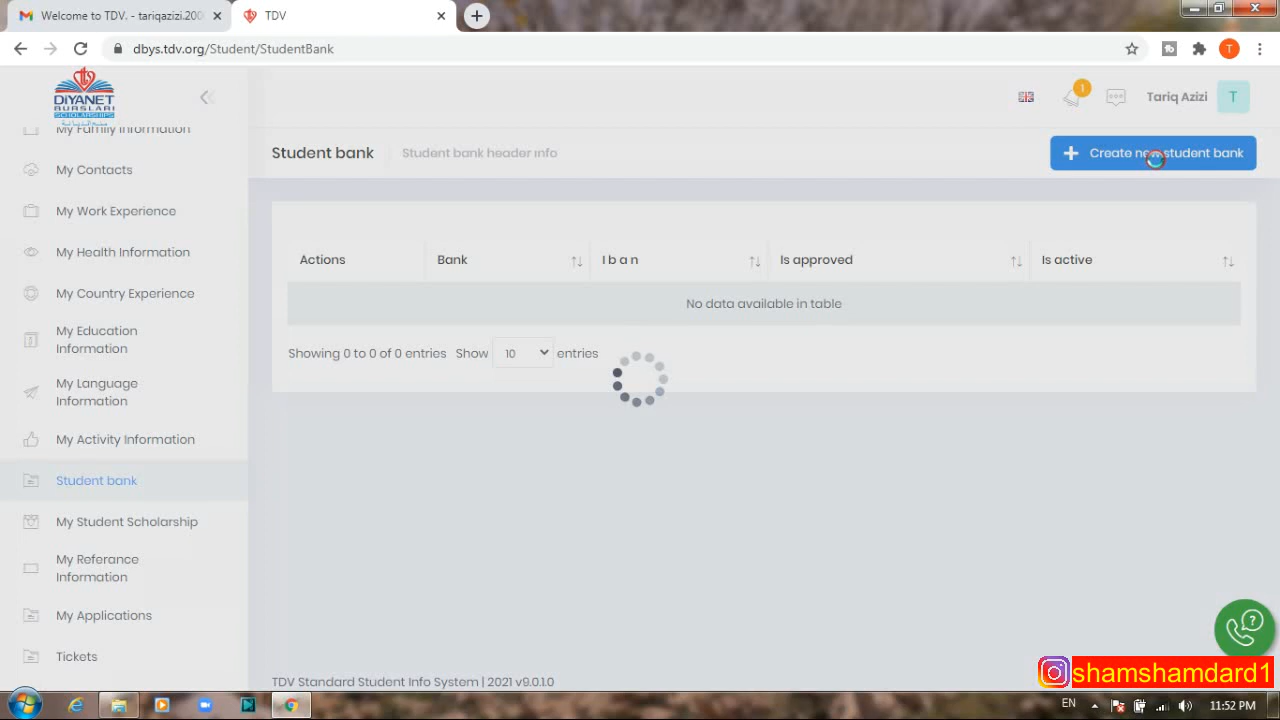 Welcome to TDV. - tariqazizi.200
TDV
dbys.tdv.org/Student/StudentBank
T
DIYANET
BURSLARI
SCHOLARSHIPS
1
Tariq Azizi
T
My Family Information
My Contacts
My Work Experience
My Health Information
My Country Experience
My Education
Information
My Language
Information
My Activity Information
Student bank
My Student Scholarship
My Referance
Information
My Applications
Tickets
Student bank
Student bank header info
Create new student bank
Actions
Bank
I b a n
Is approved
Is active
No data available in table
Showing 0 to 0 of 0 entries Show 10 entries
TDV Standard Student Info System | 2021 v9.0.1.0
shamshamdard1
EN
11:52 PM